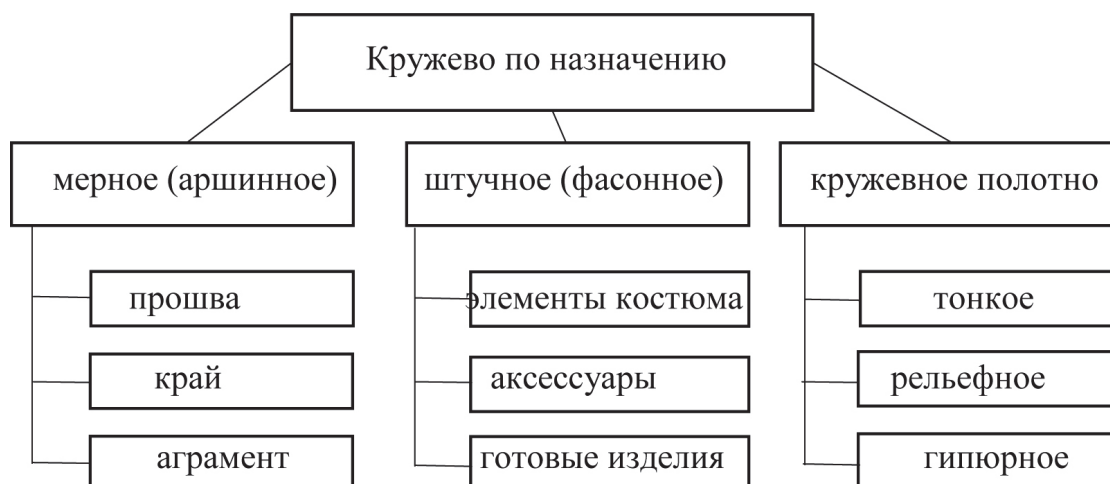 Кружево по назначению
мерное (аршинное)
штучное (фасонное)
кружевное полотно
прошва
элементы костюма
тонкое
край
аксессуары
рельефное
аграмент
готовые изделия
гипюрное